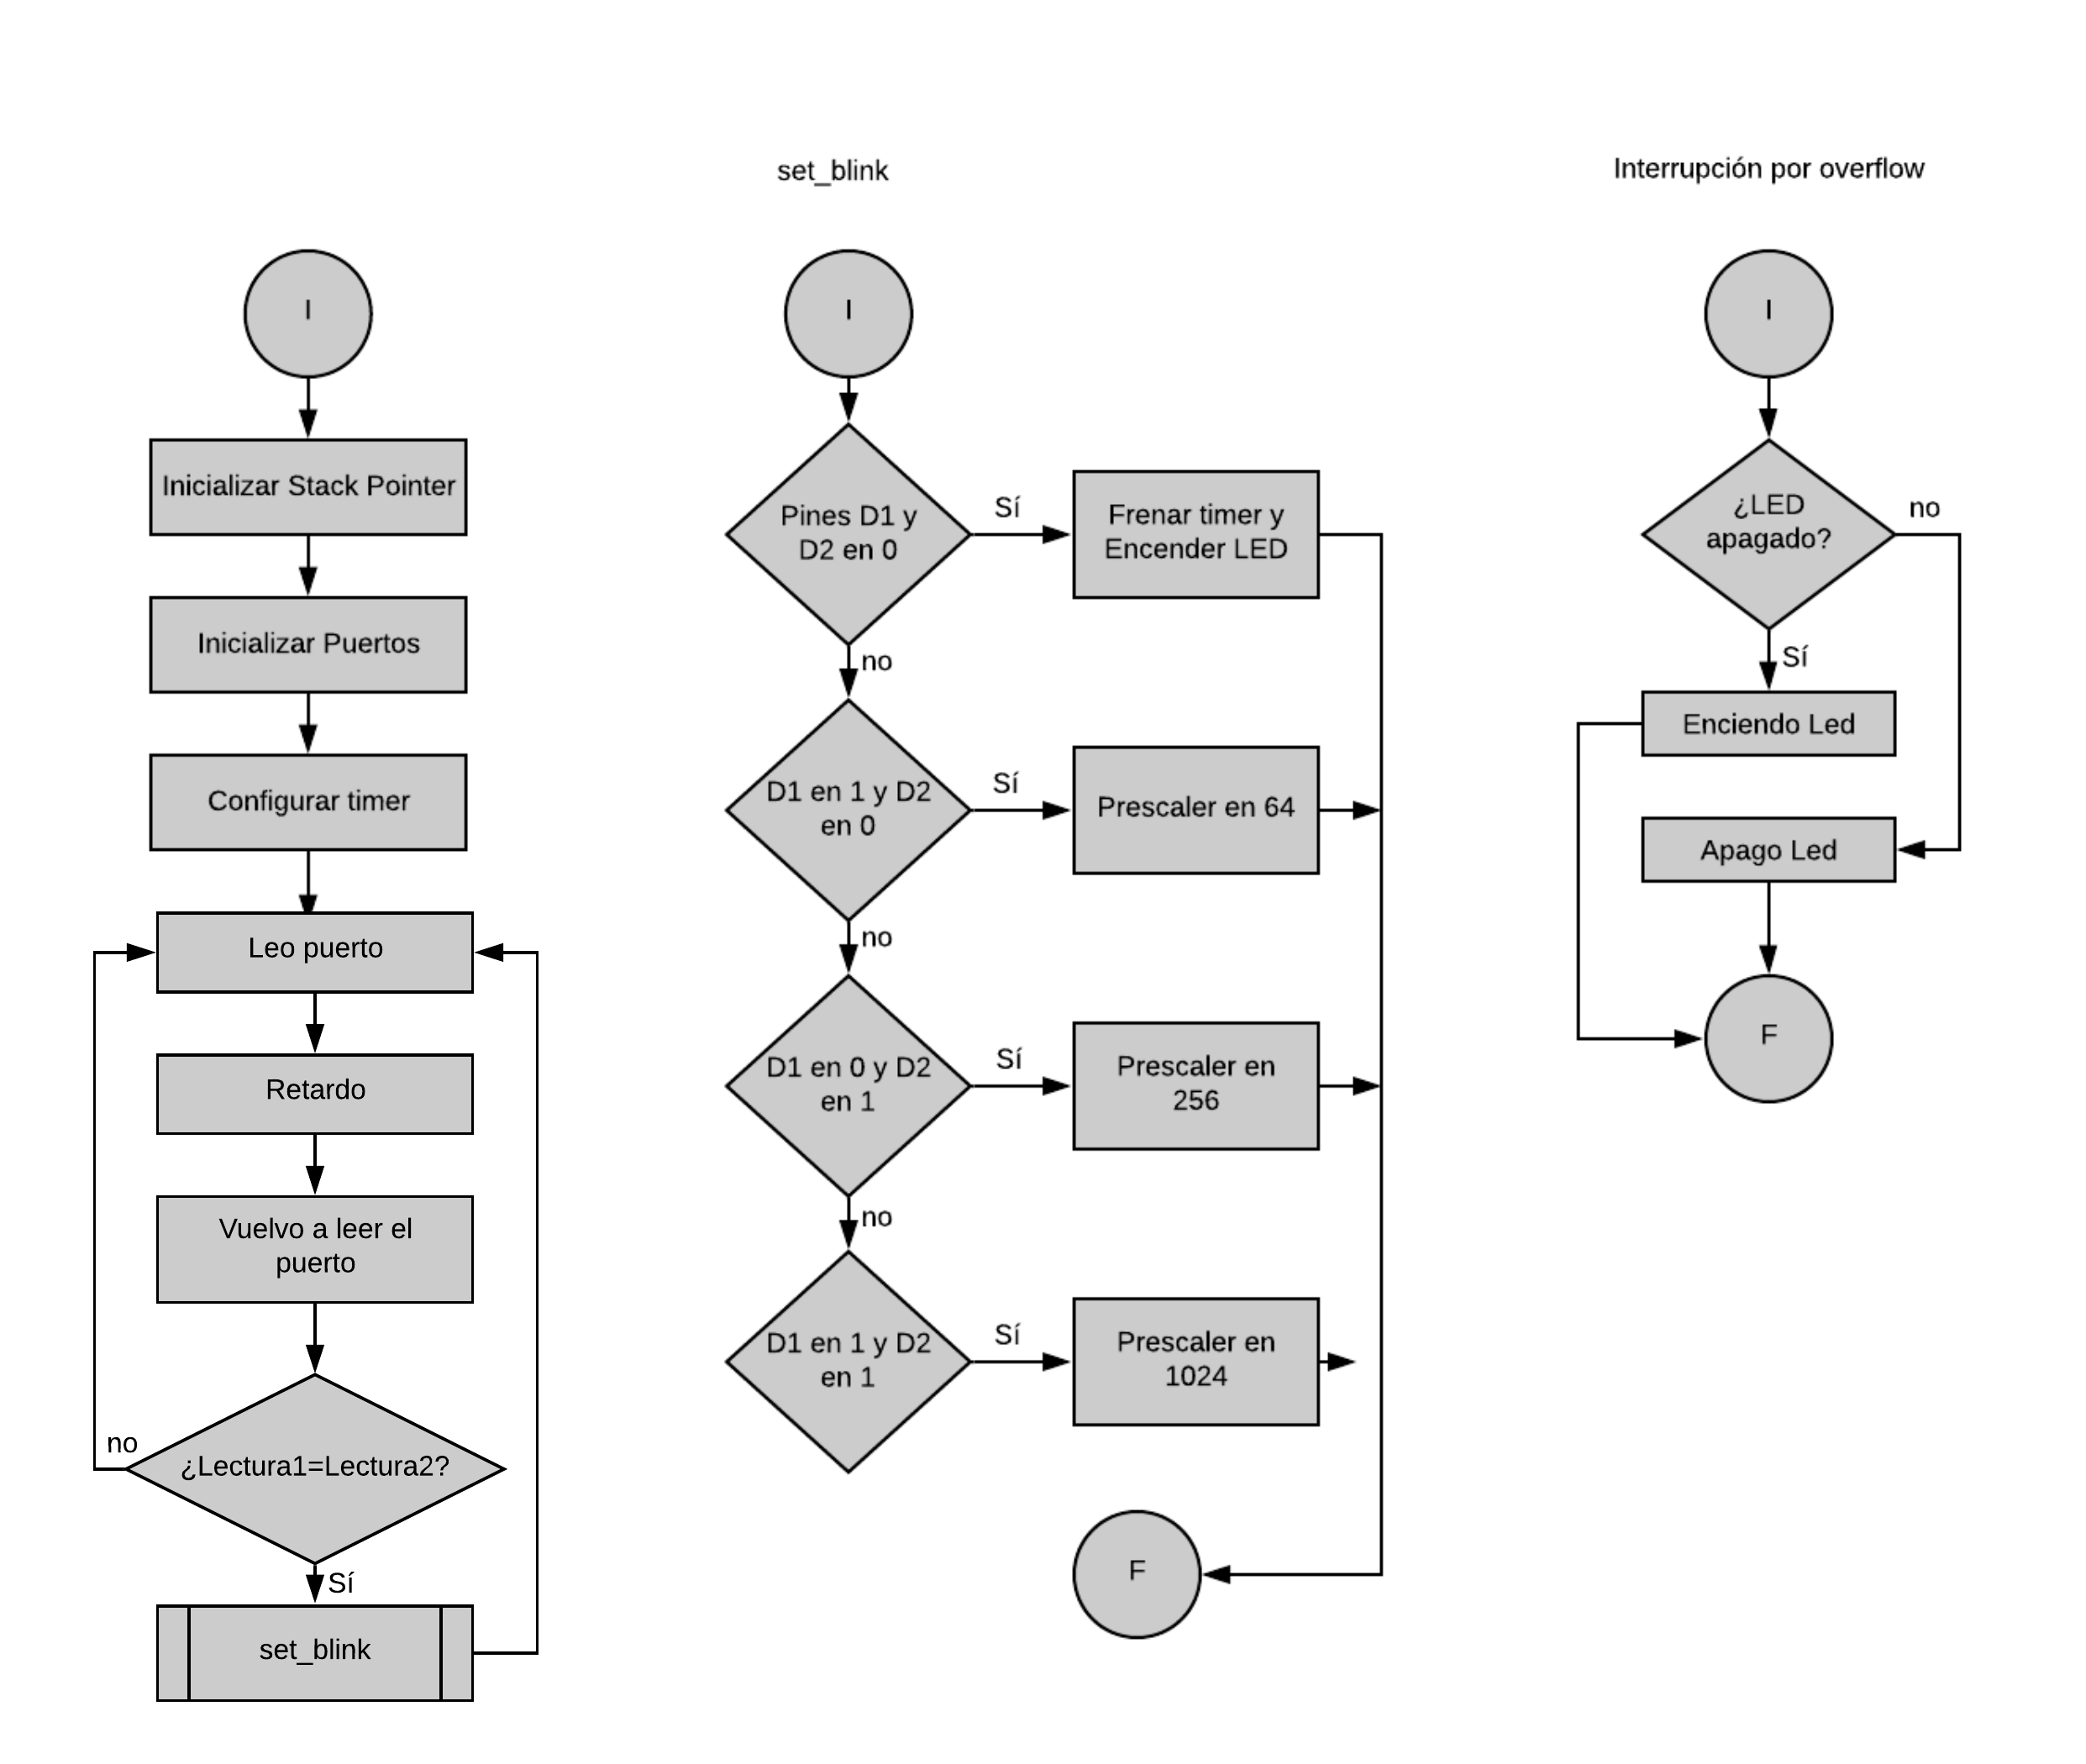 I
Inicializar Stack Pointer
Inicializar Puertos
Configurar timer
Leo puerto
Retardo
Vuelvo a leer el
puerto
¿Lectura1=Lectura2?
no
Sí
set_blink
set_blink
I
Pines D1 y
D2 en 0
Sí
Frenar timer y
Encender LED
no
D1 en 1 y D2
en 0
Sí
Prescaler en 64
no
D1 en 0 y D2
en 1
Sí
Prescaler en
256
no
D1 en 1 y D2
en 1
Sí
Prescaler en
1024
F
Interrupción por overflow
I
¿LED
apagado?
no
Sí
Enciendo Led
Apago Led
F